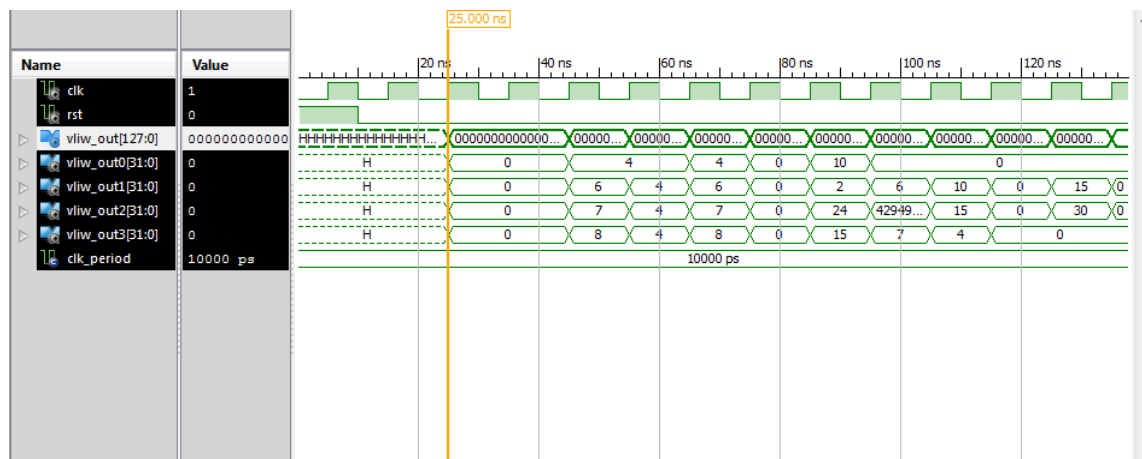 25.000 ns
Name Value 20 ns 40 ns 60 ns 80 ns 100 ns 120 ns
clk 1
rst 0
vliw_out[127:0] 000000000000 HHHHHHHHHHHHHH... 00000000000000... 00000... 00000... 00000... 00000... 00000... 00000... 00000... 00000... 00000...
vliw_out0[31:0] 0 H 0 4 4 0 10 0
vliw_out1[31:0] 0 H 0 6 4 6 0 2 6 10 0 15 0
vliw_out2[31:0] 0 H 0 7 4 7 0 24 42949... 15 0 30 0
vliw_out3[31:0] 0 H 0 8 4 8 0 15 7 4 0
clk_period 10000 ps 10000 ps